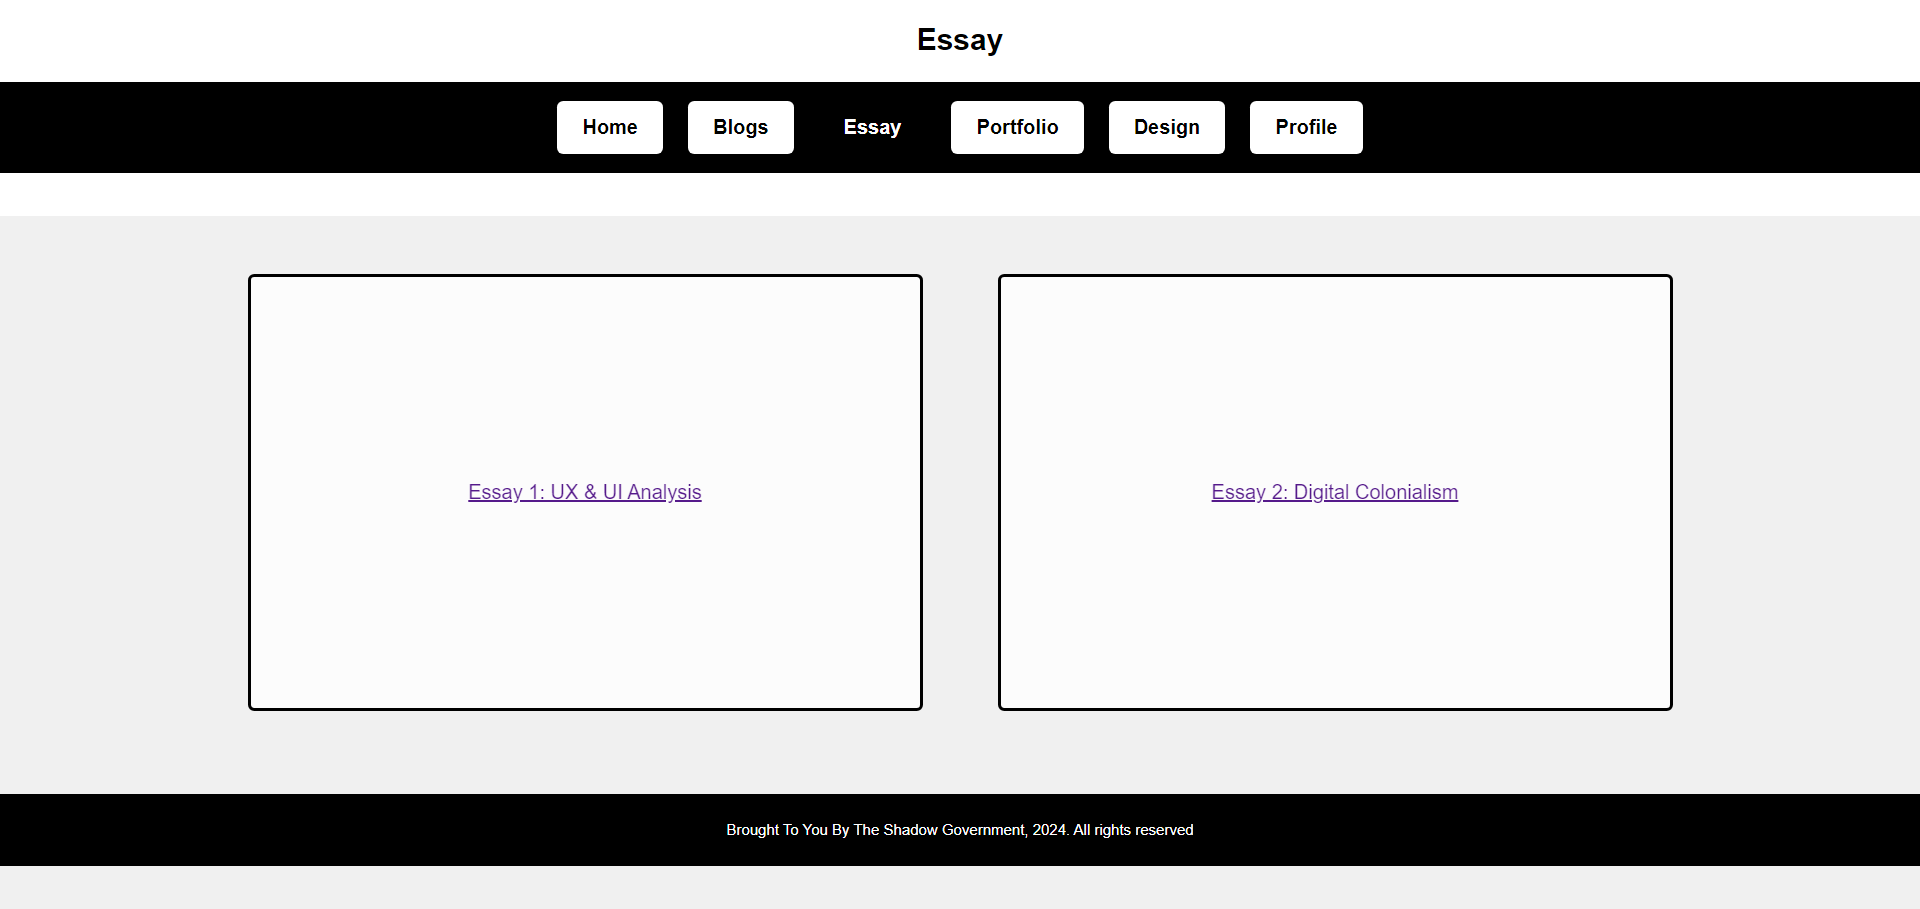 Essay
Home Blogs Essay Portfolio Design Profile
Essay 1: UX & UI Analysis
Essay 2: Digital Colonialism
Brought To You By The Shadow Government, 2024. All rights reserved